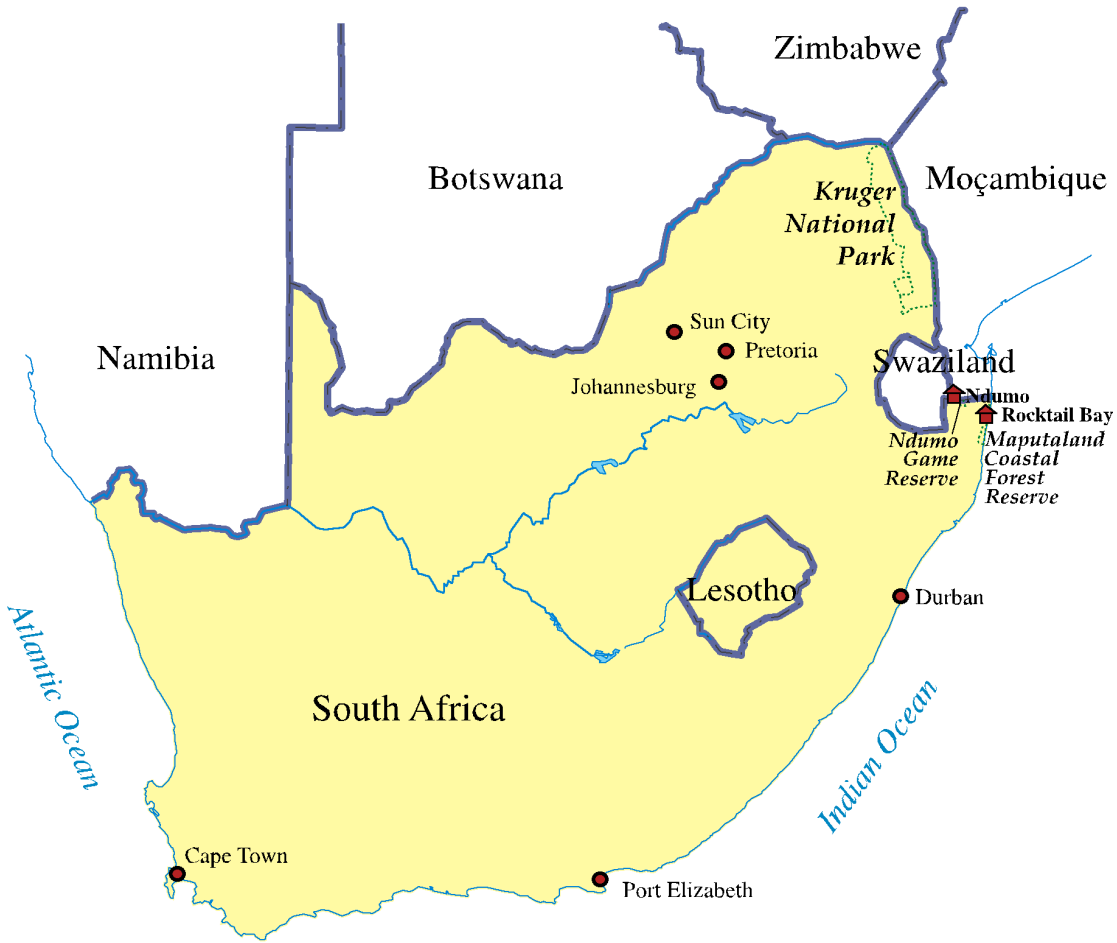 Zimbabwe
Botswana
Moçambique
Kruger
National
Park
Sun City
Pretoria
Namibia
Swaziland
Johannesburg
Ndumo
Rocktail Bay
Ndumo
Game
Reserve
Maputaland
Coastal
Forest
Reserve
Lesotho
Durban
Atlantic Ocean
South Africa
Indian Ocean
Cape Town
Port Elizabeth